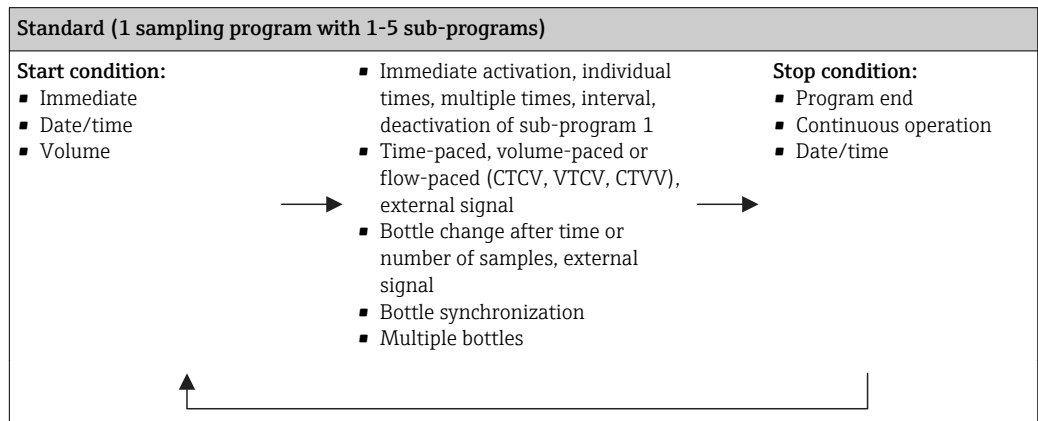 Standard (1 sampling program with 1-5 sub-programs)
Start condition:
▪ Immediate
▪ Date/time
▪ Volume
▪ Immediate activation, individual
times, multiple times, interval,
deactivation of sub-program 1
▪ Time-paced, volume-paced or
flow-paced (CTCV, VTCV, CTVV),
external signal
▪ Bottle change after time or
number of samples, external
signal
▪ Bottle synchronization
▪ Multiple bottles
Stop condition:
▪ Program end
▪ Continuous operation
▪ Date/time